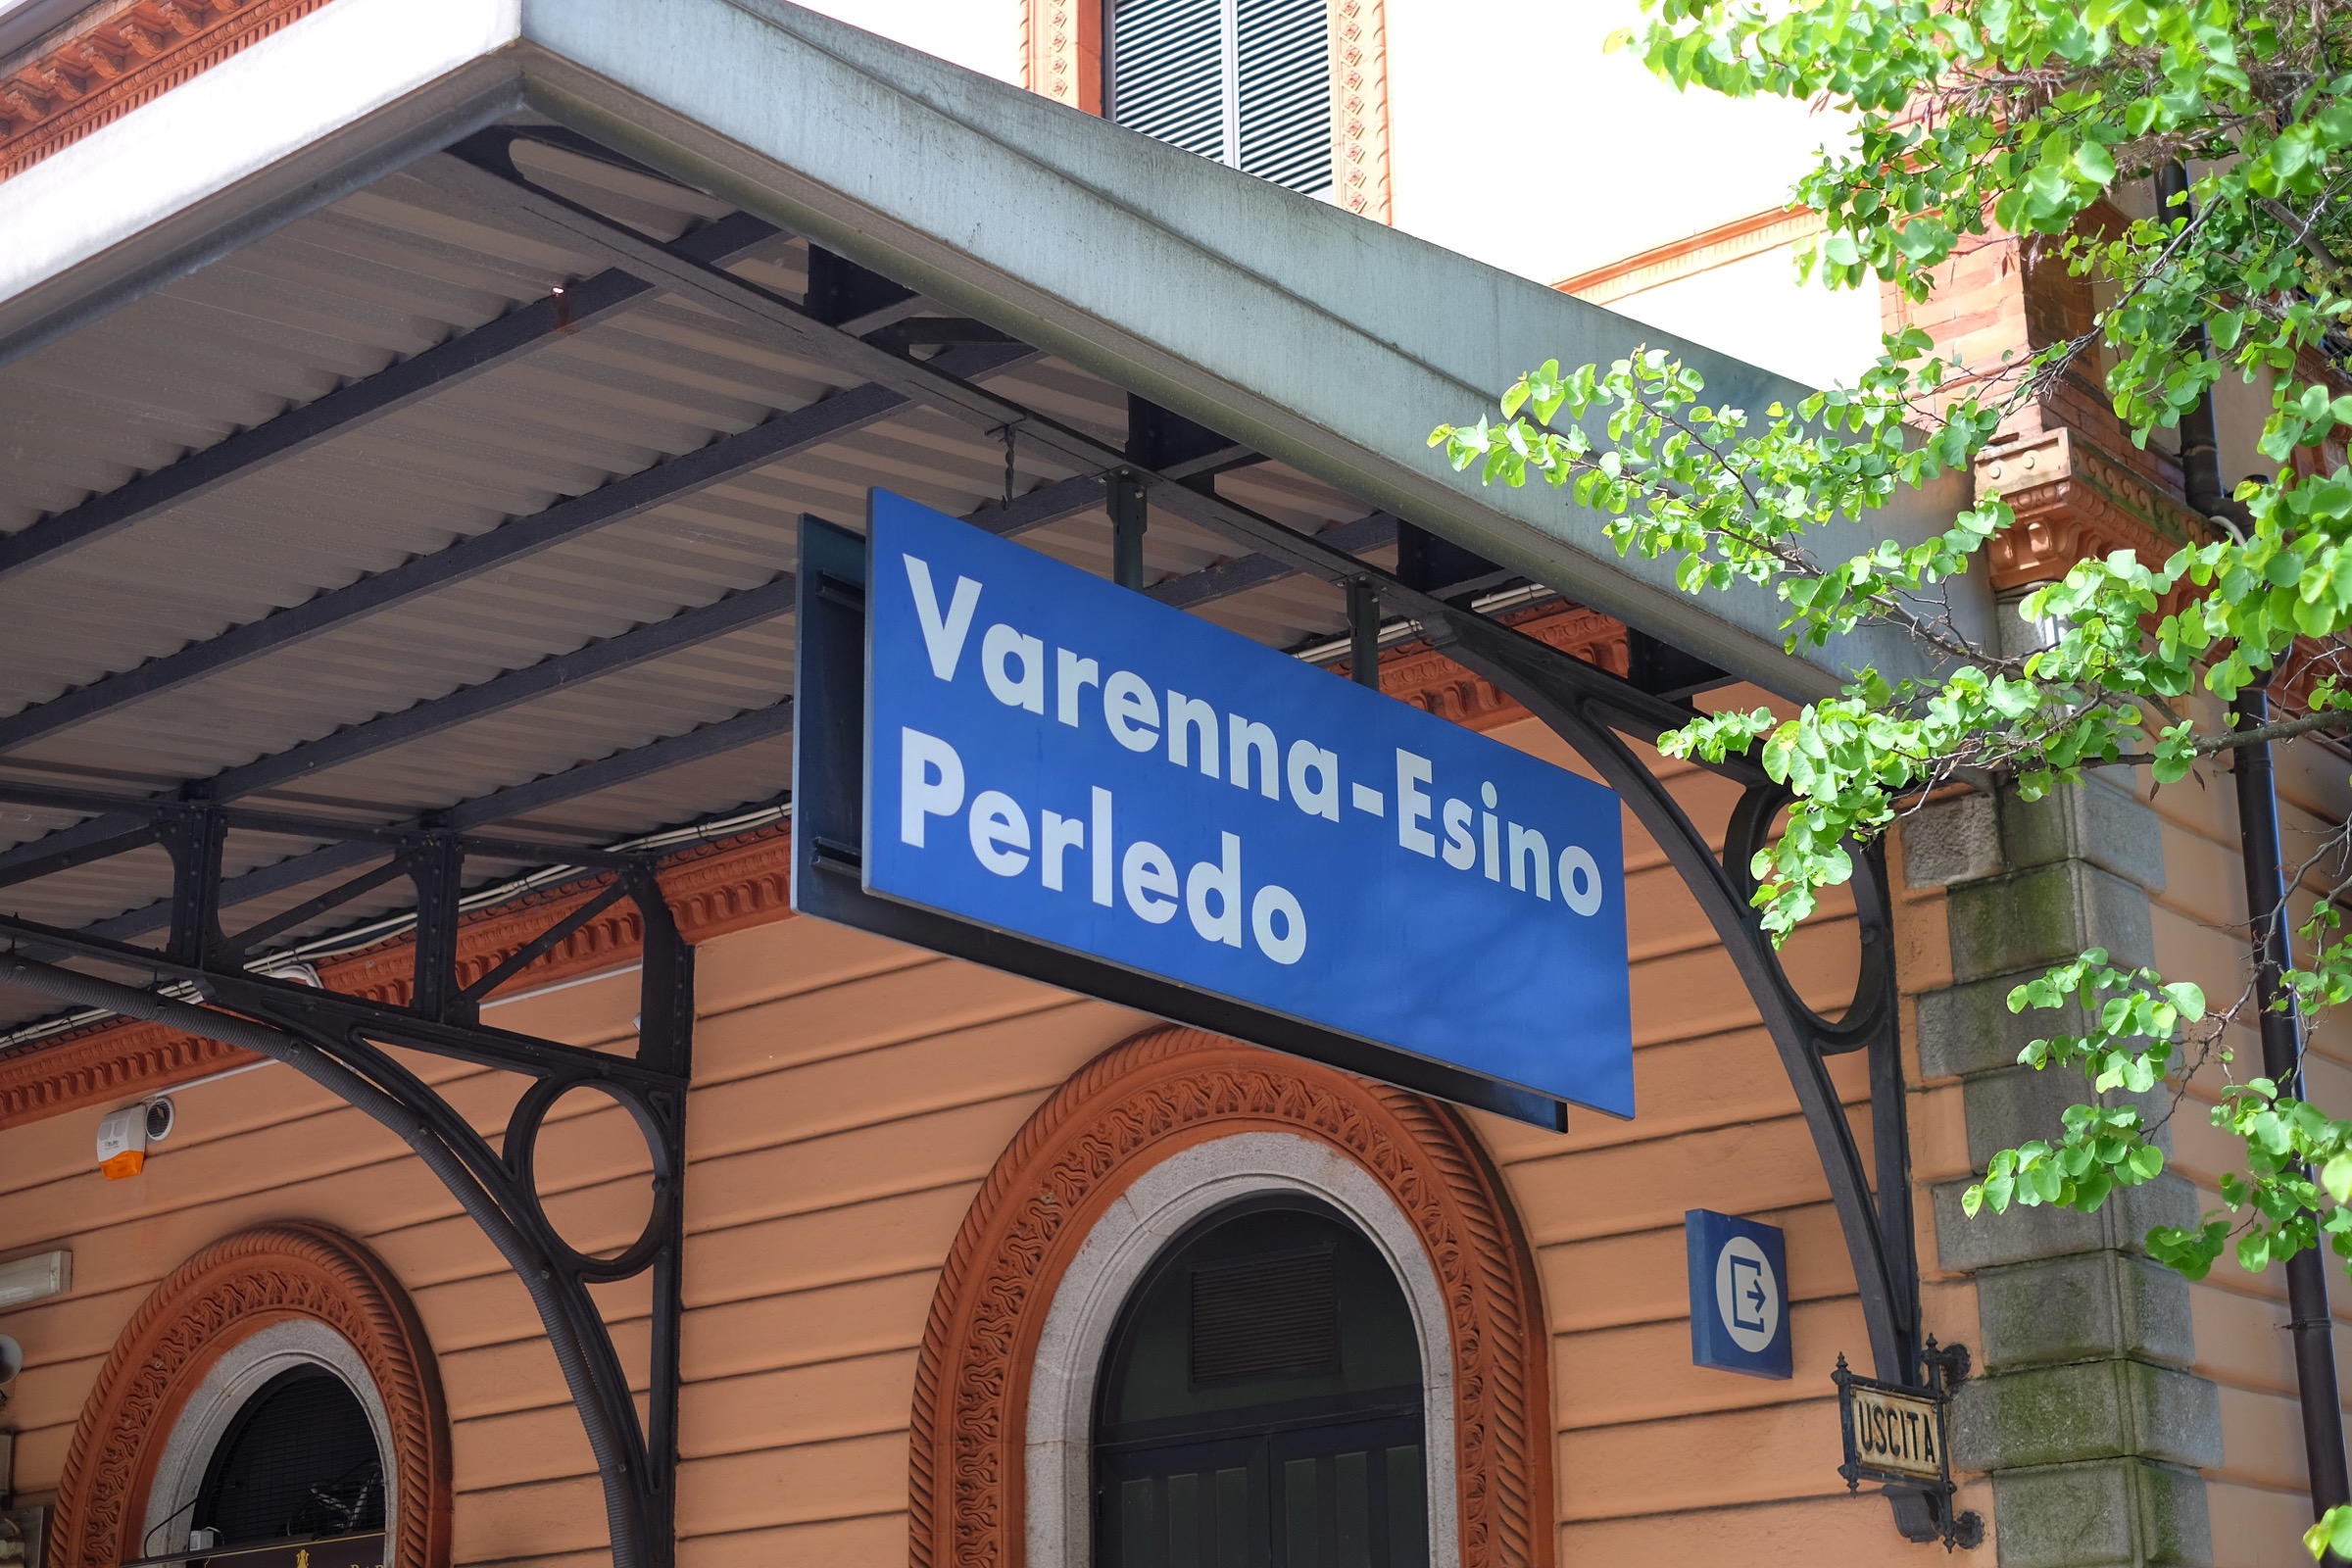 Varenna-Esino
Perledo
USCITA